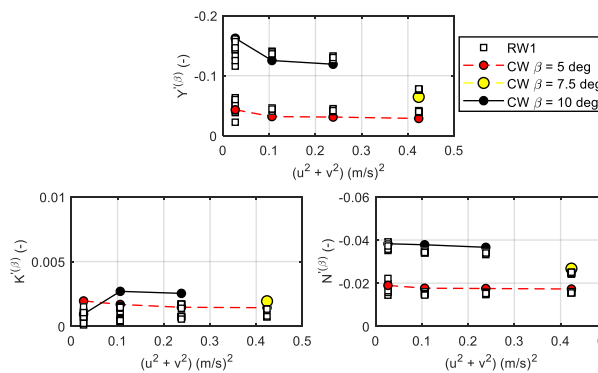 -0.2
-0.1
0
Y'(β) (-)
0 0.1 0.2 0.3 0.4 0.5
(u² + v²) (m/s)²
RW1
CW β = 5 deg
CW β = 7.5 deg
CW β = 10 deg
0.01
0.005
0
K'(β) (-)
0 0.1 0.2 0.3 0.4 0.5
(u² + v²) (m/s)²
-0.06
-0.04
-0.02
0
N'(β) (-)
0 0.1 0.2 0.3 0.4
(u² + v²) (m/s)²